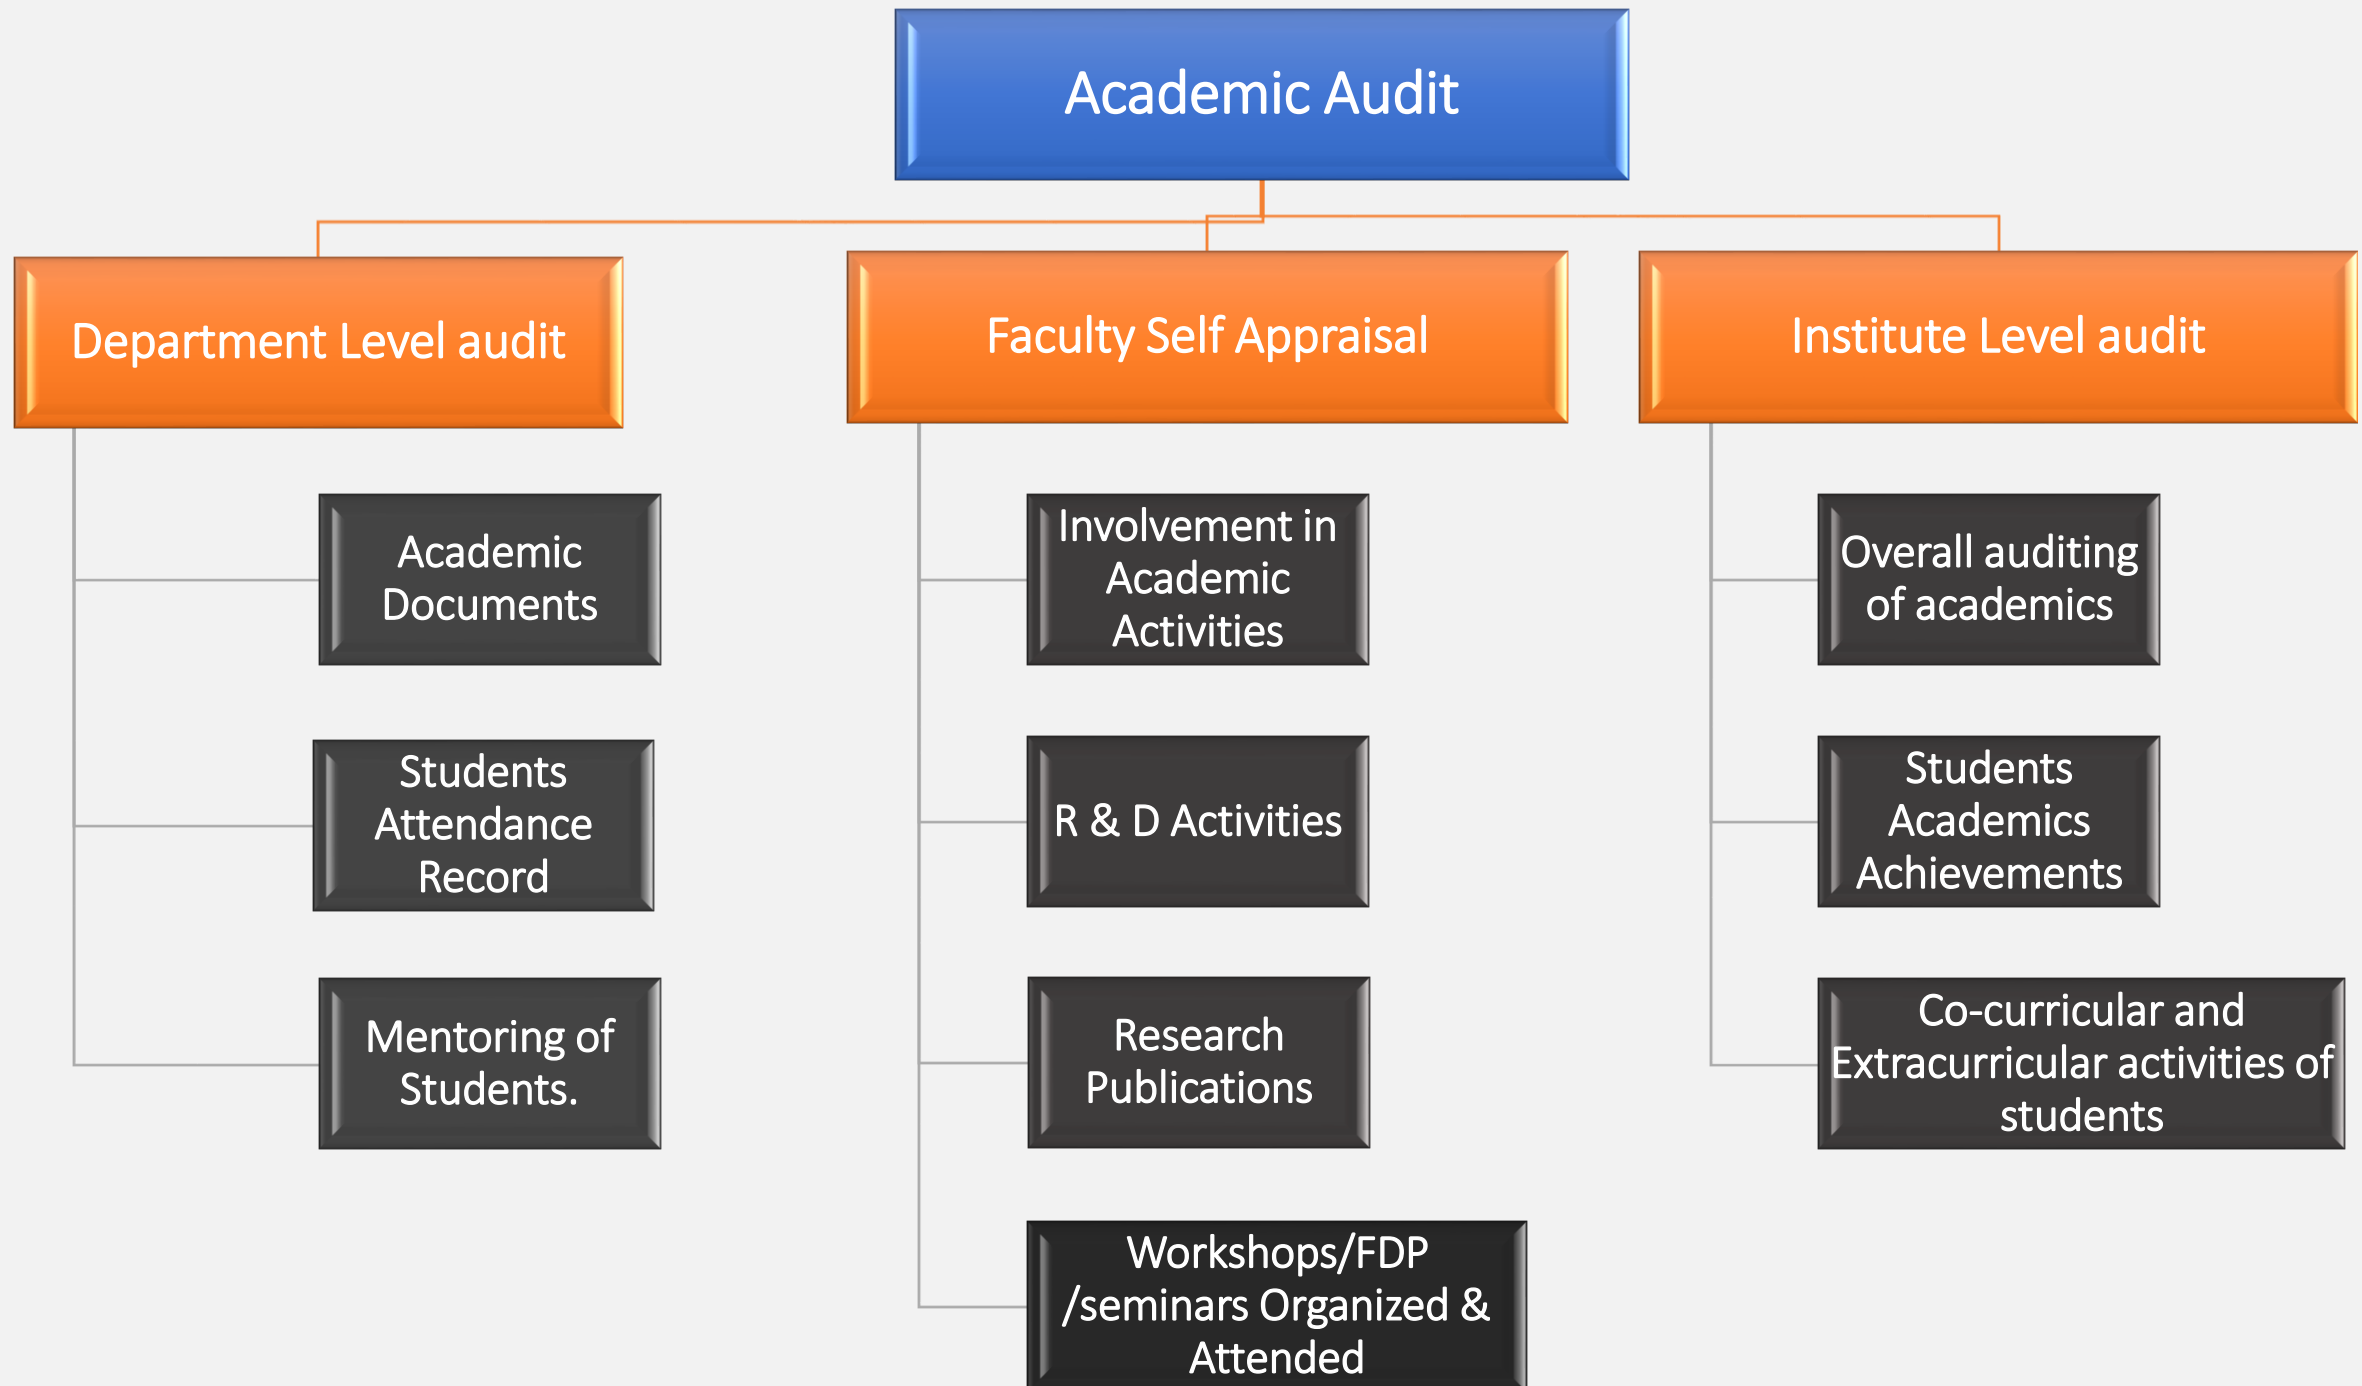 Academic Audit
Department Level audit
Faculty Self Appraisal
Institute Level audit
Academic
Documents
Students
Attendance
Record
Mentoring of
Students.
Involvement in
Academic
Activities
R & D Activities
Research
Publications
Workshops/FDP
/seminars Organized &
Attended
Overall auditing
of academics
Students
Academics
Achievements
Co-curricular and
Extracurricular activities of
students